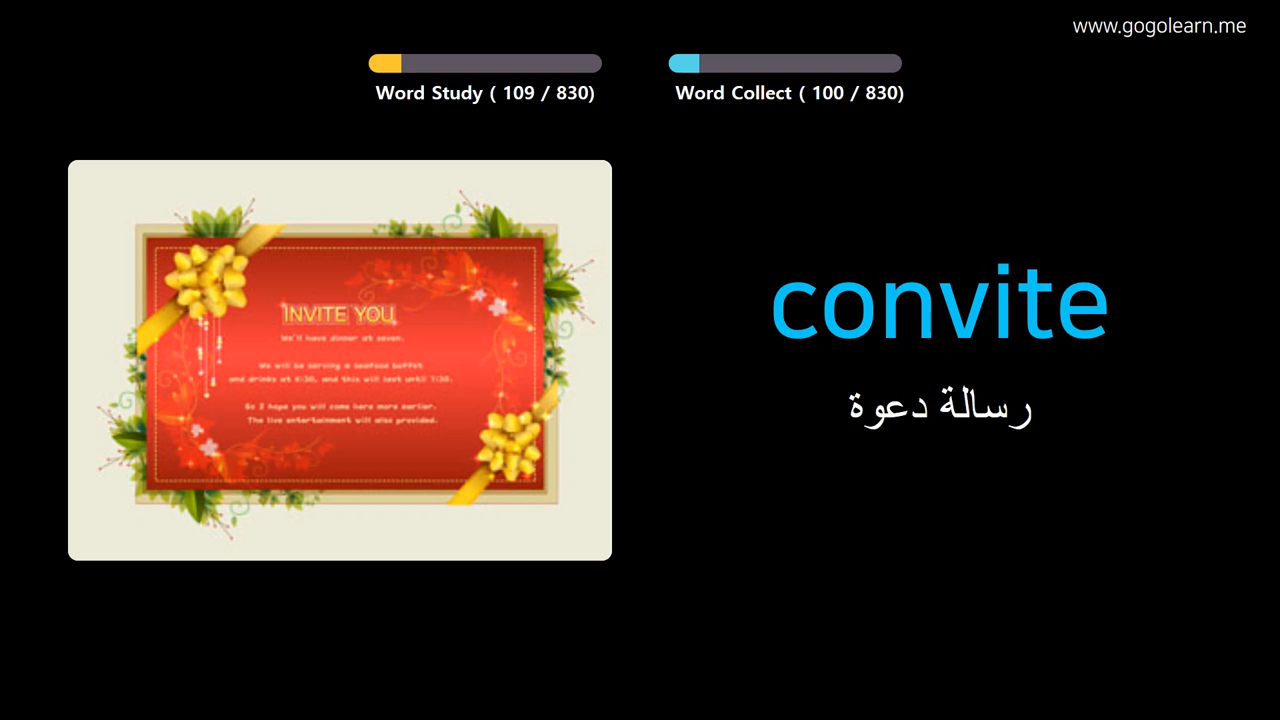 www.gogolearn.me
Word Study ( 109 / 830)
Word Collect ( 100 / 830)
INVITE YOU
We'll have dinner at seven.
We will be serving a seafood buffet
and drinks at 6:30, and this will last until 1:30.
So I hope you will come here more earlier.
The live entertainment will also provided.
convite
رسالة دعوة